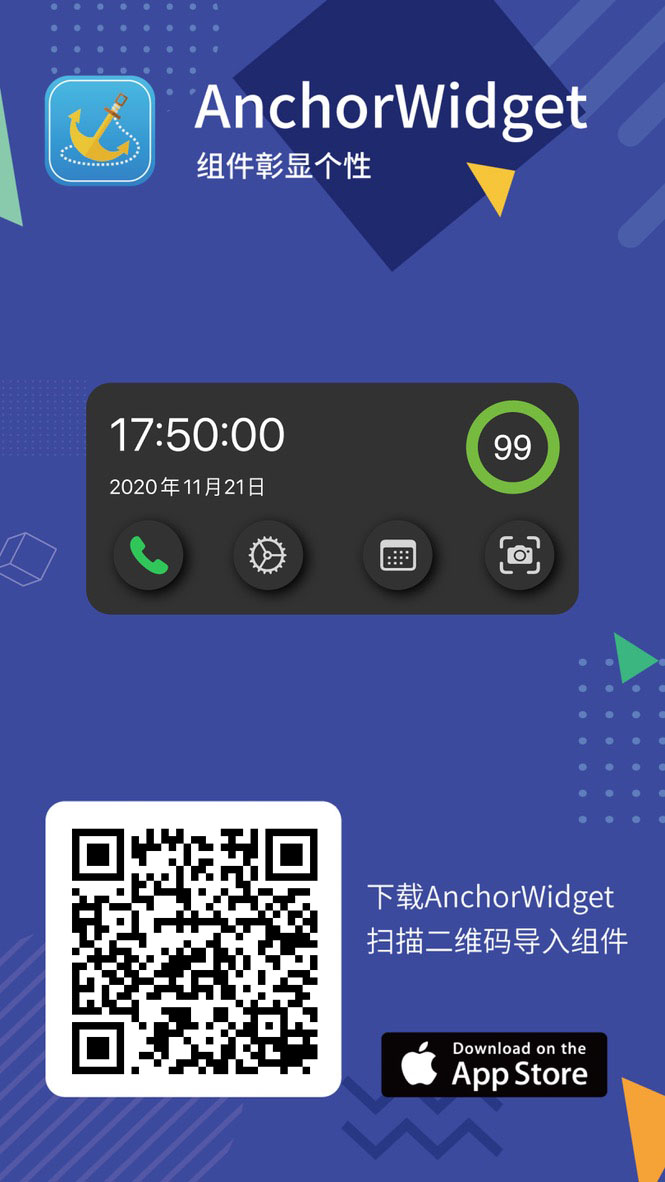 AnchorWidget
组件彰显个性
17:50:00
99
2020年11月21日
下载AnchorWidget
扫描二维码导入组件
Download on the
App Store